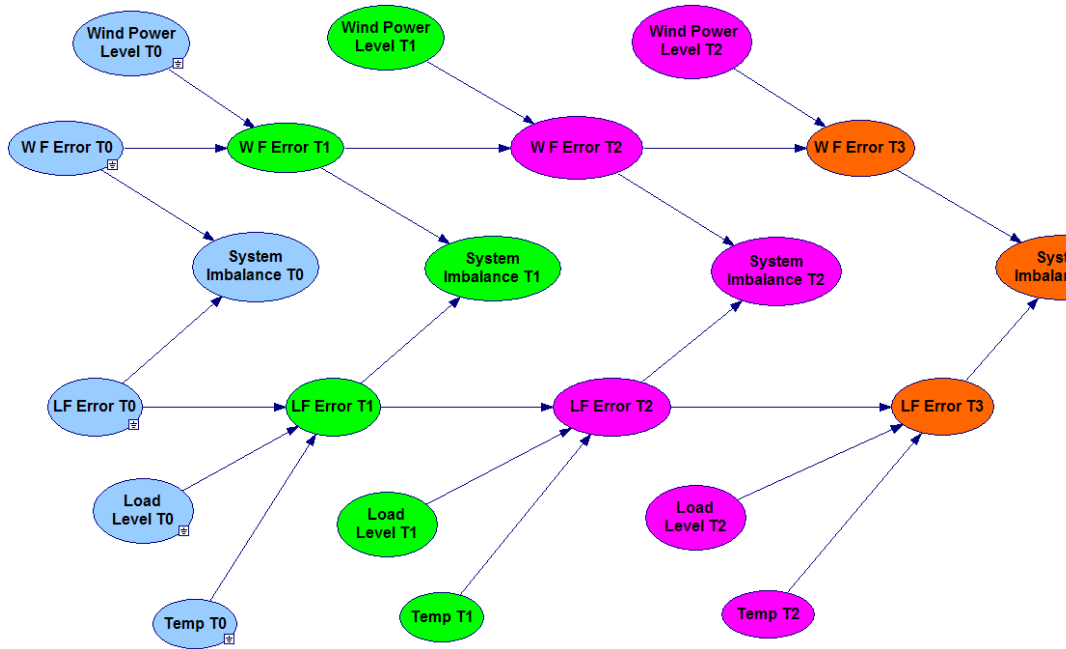 Wind Power
Level T0
Wind Power
Level T1
Wind Power
Level T2
W F Error T0
W F Error T1
W F Error T2
W F Error T3
System
Imbalance T0
System
Imbalance T1
System
Imbalance T2
LF Error T0
LF Error T1
LF Error T2
LF Error T3
Load
Level T0
Load
Level T1
Load
Level T2
Temp T0
Temp T1
Temp T2